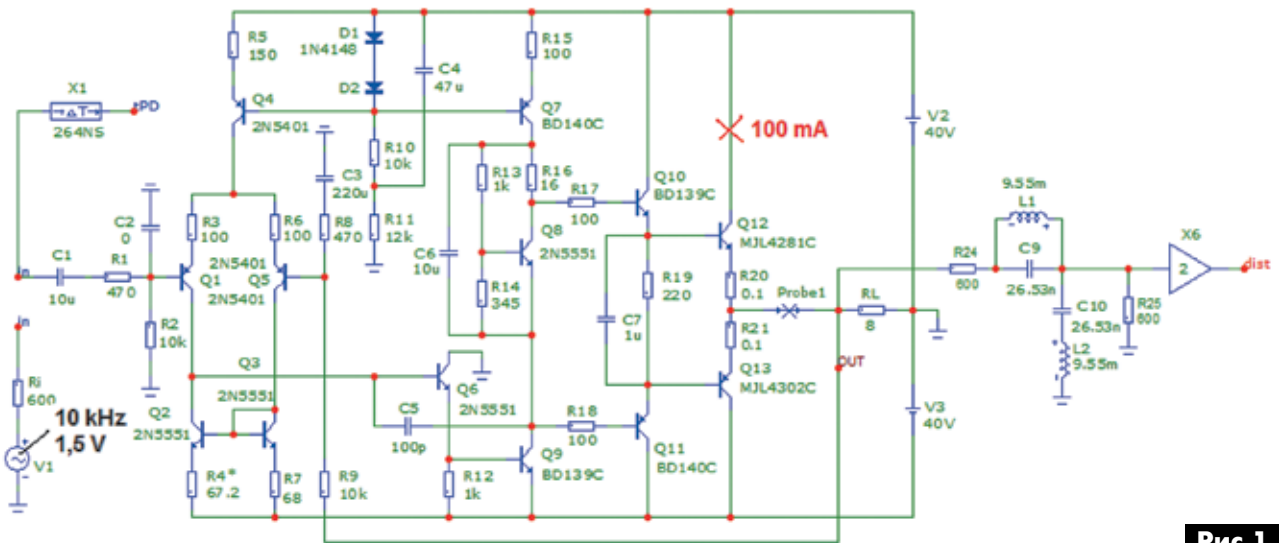 R5
150
D1
1N4148
R15
100
C4
47u
X1
tPD
264NS
D2
Q4
2N5401
Q7
BD140C
V2
40V
100 mA
R10
10k
C3
220u
R13
1k
R16
16
R17
100
Q10
BD139C
9.55m
L1
C2
0
R3
100
R6
100
R8
470
R11
12k
C6
10u
Q8
2N5551
Q12
MJL4281C
C9
26.53n
X6
2
dist
in
C1
10u
R1
470
Q1
2N5401
Q5
2N5401
R14
345
R19
220
R20
0.1
Probe1
RL
8
R24
600
C10
26.53n
R25
600
C7
1u
R21
0.1
OUT
in
R2
10k
Q3
2N5551
Q6
2N5551
Q13
MJL4302C
L2
9.55m
Ri
600
10 kHz
1,5 V
V1
Q2
2N5551
C5
100p
R18
100
Q11
BD140C
V3
40V
R4*
67.2
R7
68
R9
10k
R12
1k
Q9
BD139C
Рис 1